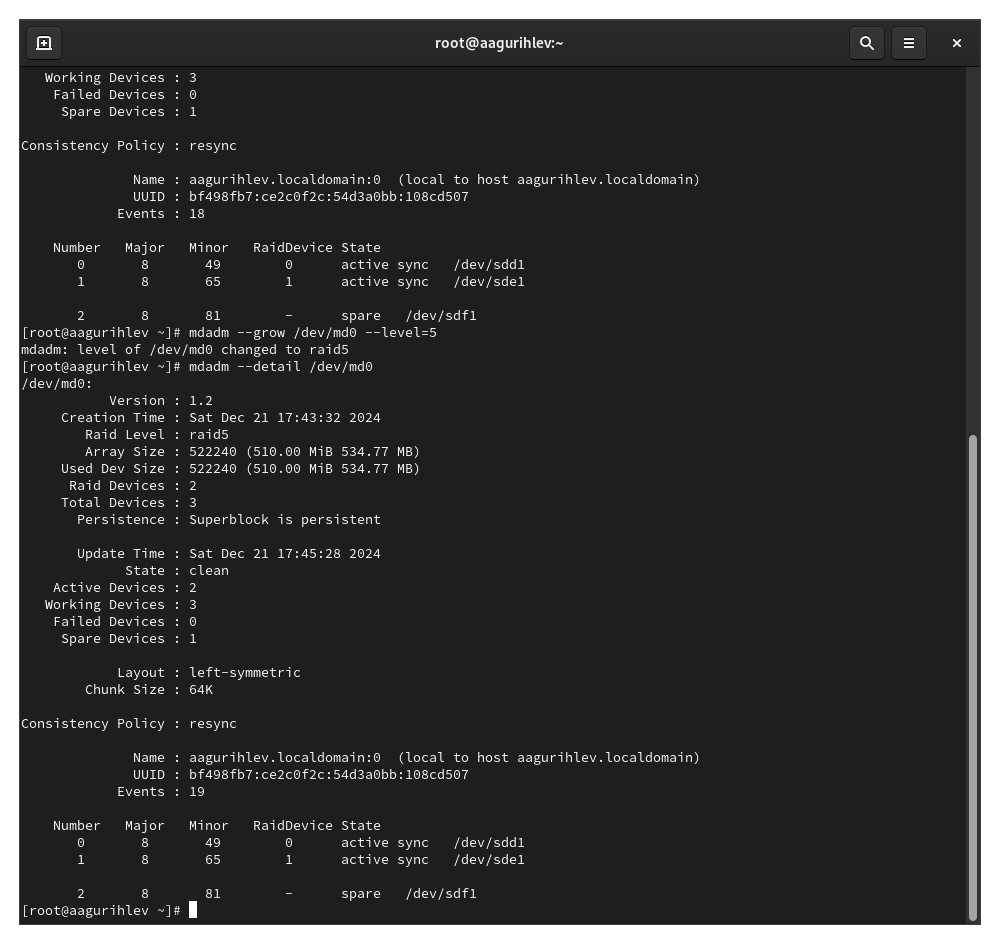 root@aagurihlev:~
Working Devices : 3
Failed Devices : 0
Spare Devices : 1
Consistency Policy : resync
Name : aagurihlev.localdomain:0  (local to host aagurihlev.localdomain)
UUID : bf498fb7:ce2c0f2c:54d3a0bb:108cd507
Events : 18
Number   Major   Minor   RaidDevice State
0       8       49        0      active sync   /dev/sdd1
1       8       65        1      active sync   /dev/sde1
2       8       81        -      spare   /dev/sdf1
[root@aagurihlev ~]# mdadm --grow /dev/md0 --level=5
mdadm: level of /dev/md0 changed to raid5
[root@aagurihlev ~]# mdadm --detail /dev/md0
/dev/md0:
Version : 1.2
Creation Time : Sat Dec 21 17:43:32 2024
Raid Level : raid5
Array Size : 522240 (510.00 MiB 534.77 MB)
Used Dev Size : 522240 (510.00 MiB 534.77 MB)
Raid Devices : 2
Total Devices : 3
Persistence : Superblock is persistent
Update Time : Sat Dec 21 17:45:28 2024
State : clean
Active Devices : 2
Working Devices : 3
Failed Devices : 0
Spare Devices : 1
Layout : left-symmetric
Chunk Size : 64K
Consistency Policy : resync
Name : aagurihlev.localdomain:0  (local to host aagurihlev.localdomain)
UUID : bf498fb7:ce2c0f2c:54d3a0bb:108cd507
Events : 19
Number   Major   Minor   RaidDevice State
0       8       49        0      active sync   /dev/sdd1
1       8       65        1      active sync   /dev/sde1
2       8       81        -      spare   /dev/sdf1
[root@aagurihlev ~]#